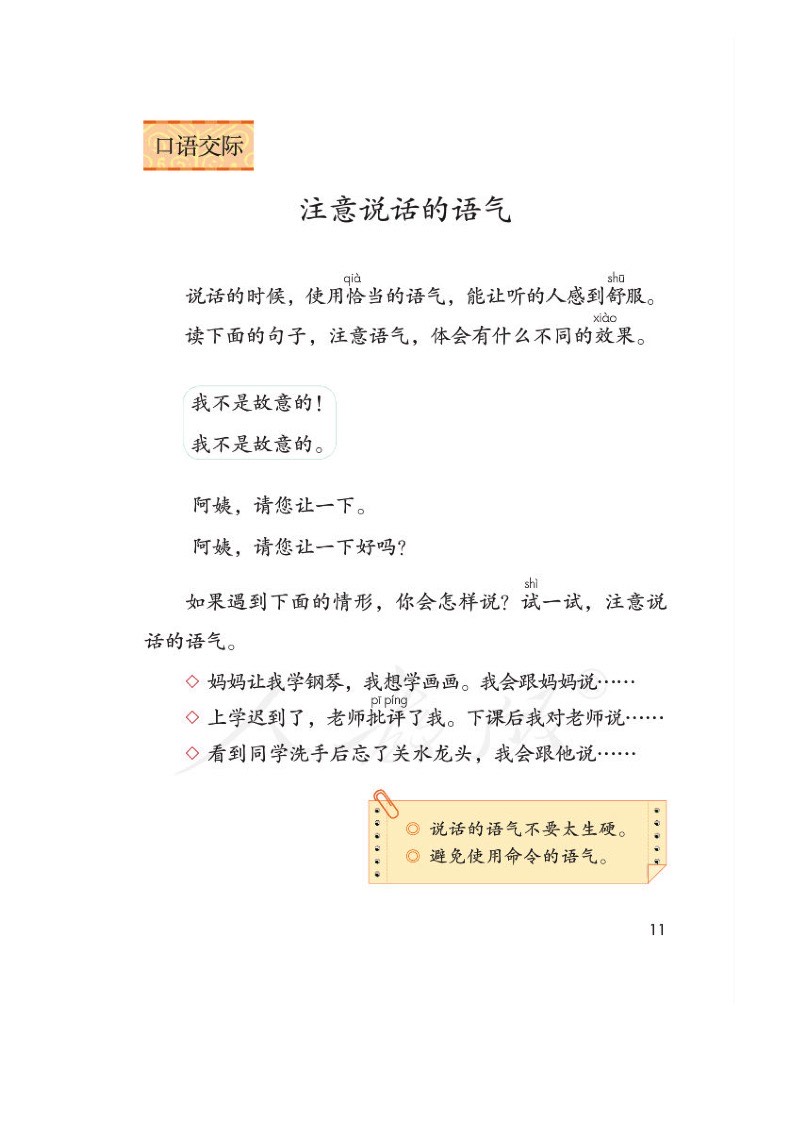 口语交际
注意说话的语气
qià shū
说话的时候，使用恰当的语气，能让听的人感到舒服。
xiào
读下面的句子，注意语气，体会有什么不同的效果。
我不是故意的！
我不是故意的。
阿姨，请您让一下。
阿姨，请您让一下好吗？
shì
如果遇到下面的情形，你会怎样说？试一试，注意说
话的语气。
◇ 妈妈让我学钢琴，我想学画画。我会跟妈妈说……
pī píng
◇ 上学迟到了，老师批评了我。下课后我对老师说……
◇ 看到同学洗手后忘了关水龙头，我会跟他说……
人教版
◎ 说话的语气不要太生硬。
◎ 避免使用命令的语气。
11